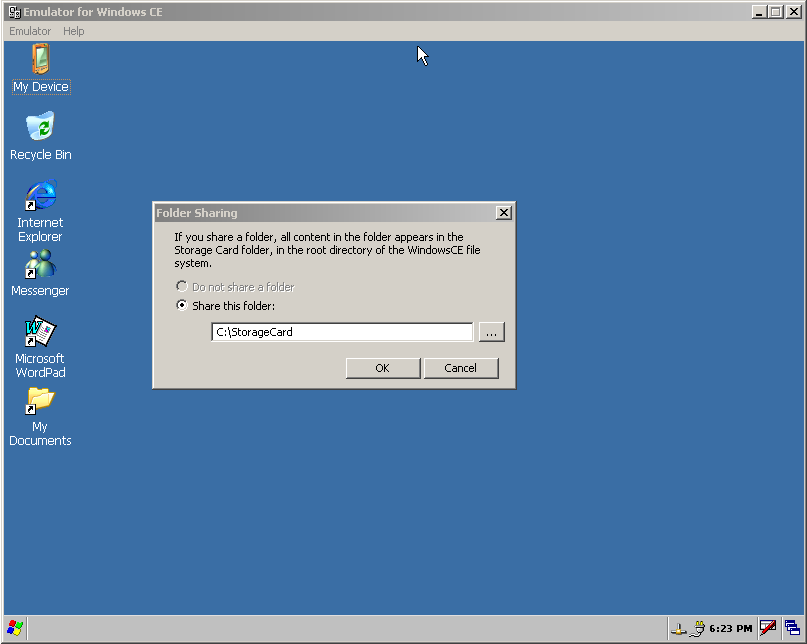 Emulator for Windows CE
Emulator Help
My Device
Recycle Bin
Internet
Explorer
Messenger
Microsoft
WordPad
My
Documents
Folder Sharing
If you share a folder, all content in the folder appears in the
Storage Card folder, in the root directory of the WindowsCE file
system.
Do not share a folder
Share this folder:
C:\StorageCard
...
OK Cancel
6:23 PM